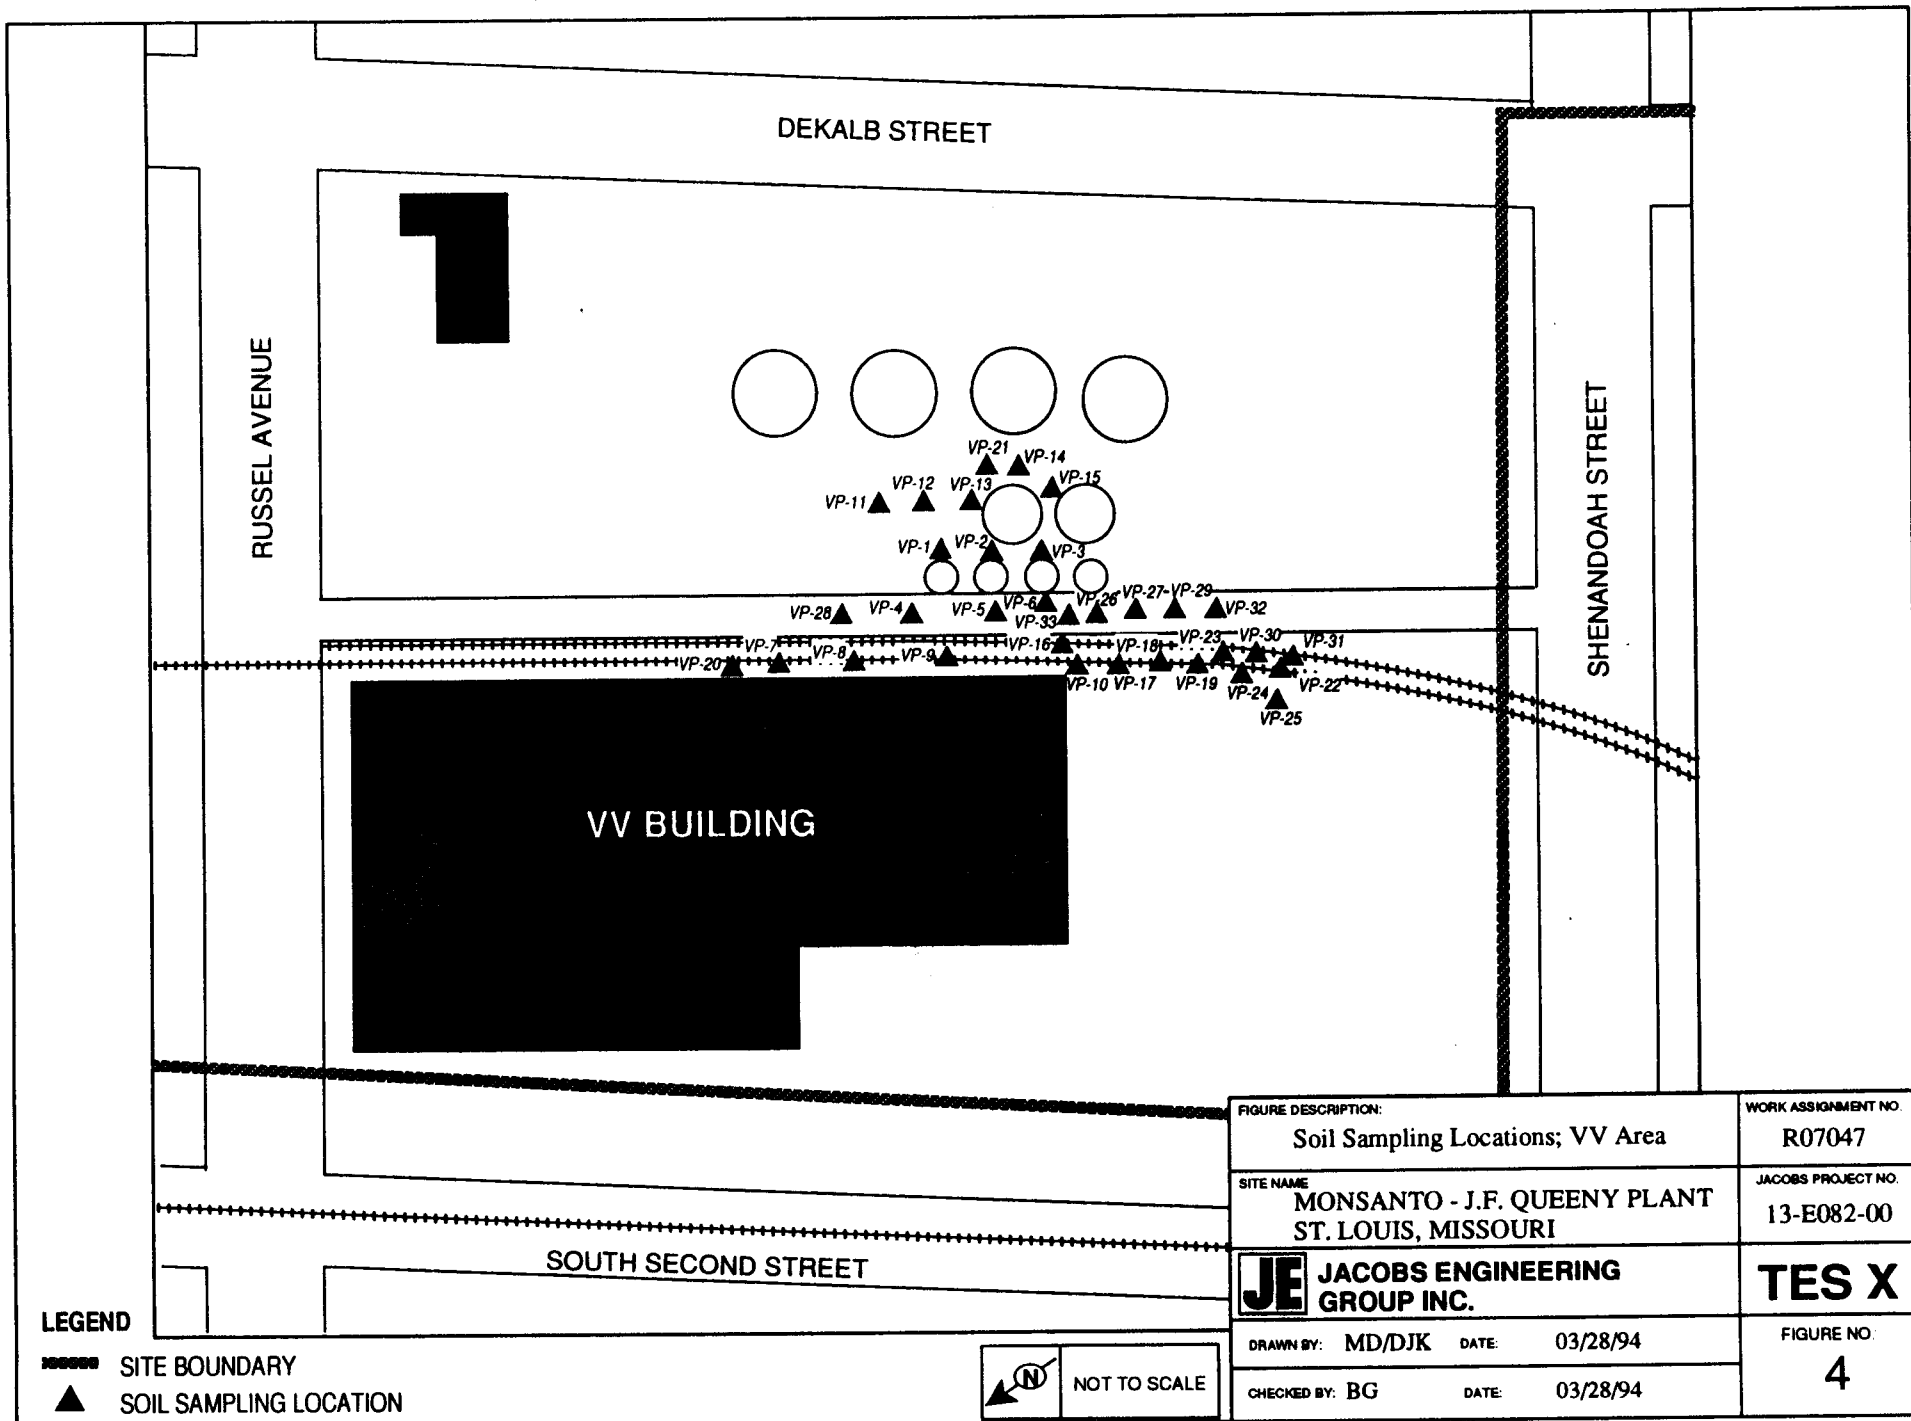 DEKALB STREET
RUSSEL AVENUE
SHENANDOAH STREET
VP-21
VP-14
VP-15
VP-11
VP-12
VP-13
VP-1
VP-2
VP-3
VP-28
VP-4
VP-5
VP-6
VP-33
VP-26
VP-27
VP-29
VP-32
VP-20
VP-7
VP-8
VP-9
VP-16
VP-18
VP-23
VP-30
VP-31
VP-10
VP-17
VP-19
VP-24
VP-22
VP-25
VV BUILDING
SOUTH SECOND STREET
LEGEND
SITE BOUNDARY
SOIL SAMPLING LOCATION
N
NOT TO SCALE
FIGURE DESCRIPTION:
Soil Sampling Locations; VV Area
WORK ASSIGNMENT NO.
R07047
SITE NAME
MONSANTO - J.F. QUEENY PLANT
ST. LOUIS, MISSOURI
JACOBS PROJECT NO.
13-E082-00
JE JACOBS ENGINEERING
GROUP INC.
TES X
DRAWN BY: MD/DJK DATE: 03/28/94
CHECKED BY: BG DATE: 03/28/94
FIGURE NO.
4